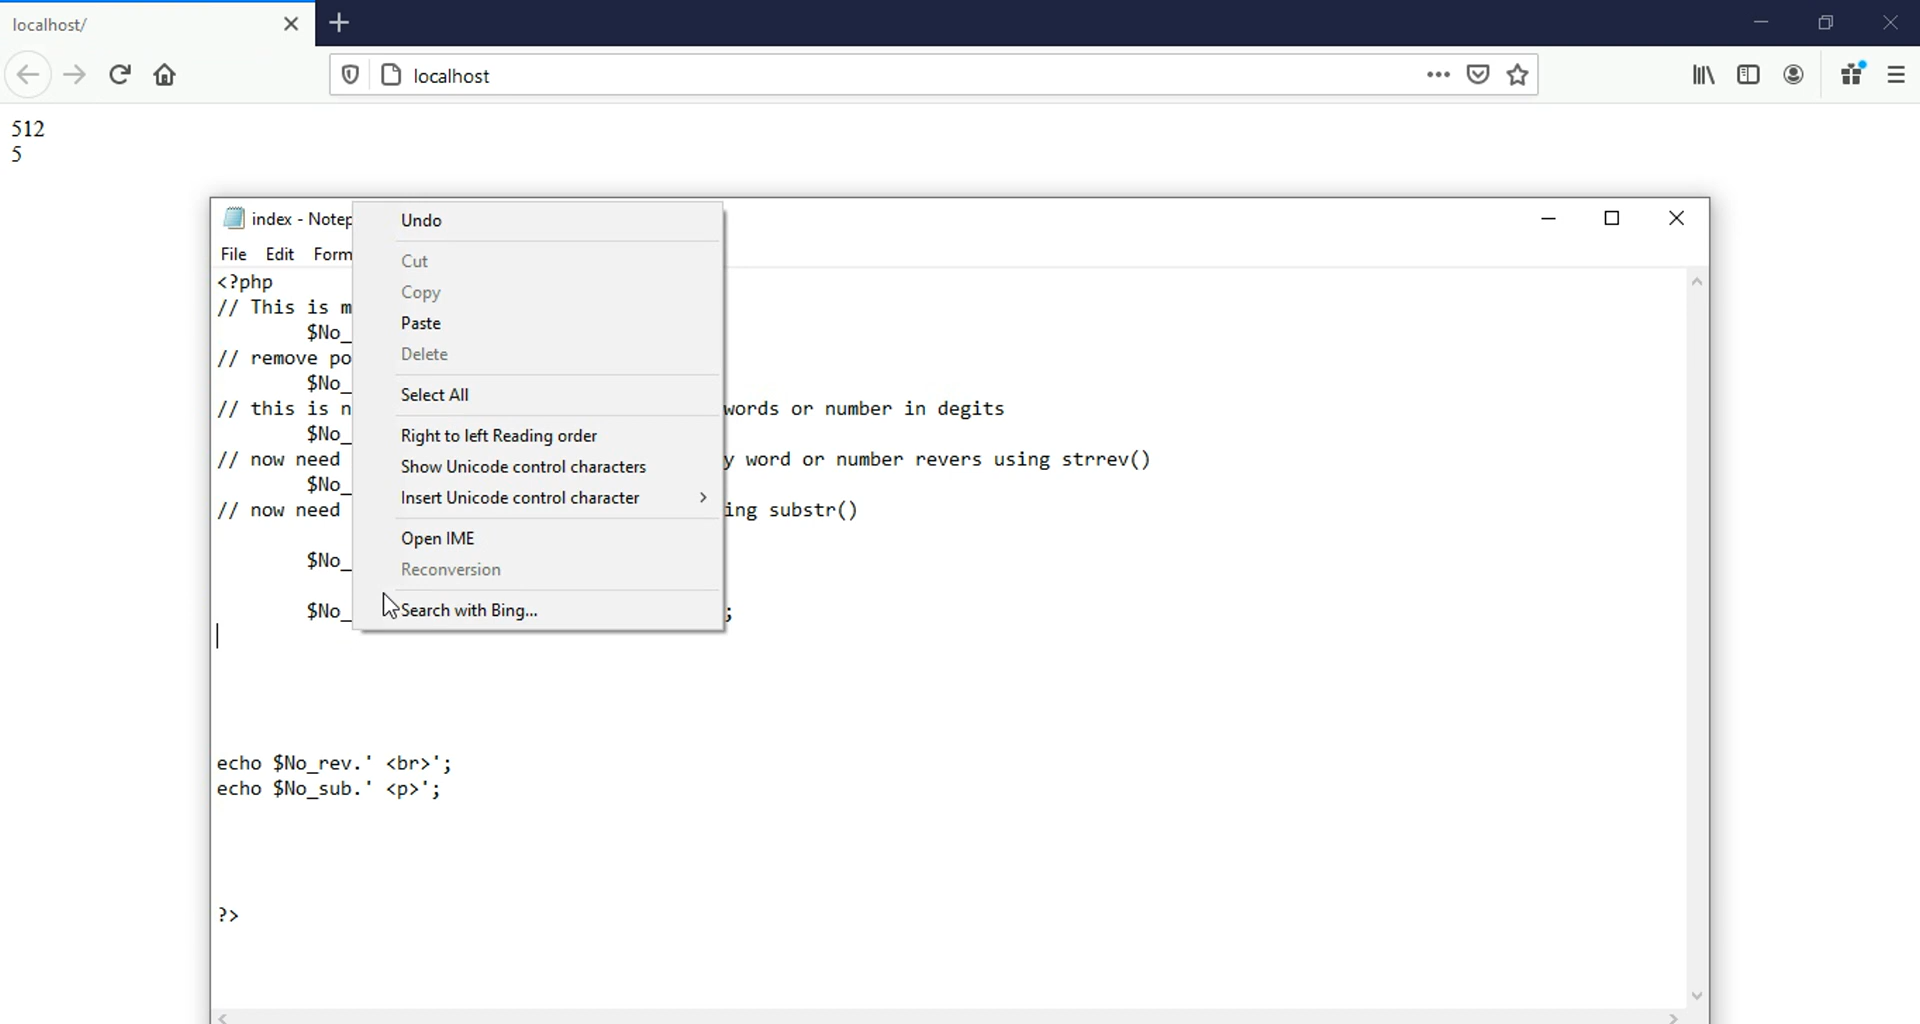 localhost/
localhost
512
5
index - Notep
File Edit Form
Undo
Cut
Copy
Paste
Delete
Select All
Right to left Reading order
Show Unicode control characters
Insert Unicode control character
Open IME
Reconversion
Search with Bing...
<?php
// This is m
$No_
// remove po
$No_
// this is n words or number in degits
$No_
// now need y word or number revers using strrev()
$No_
// now need ing substr()
$No_
$No_ ;
echo $No_rev.' <br>';
echo $No_sub.' <p>';
?>